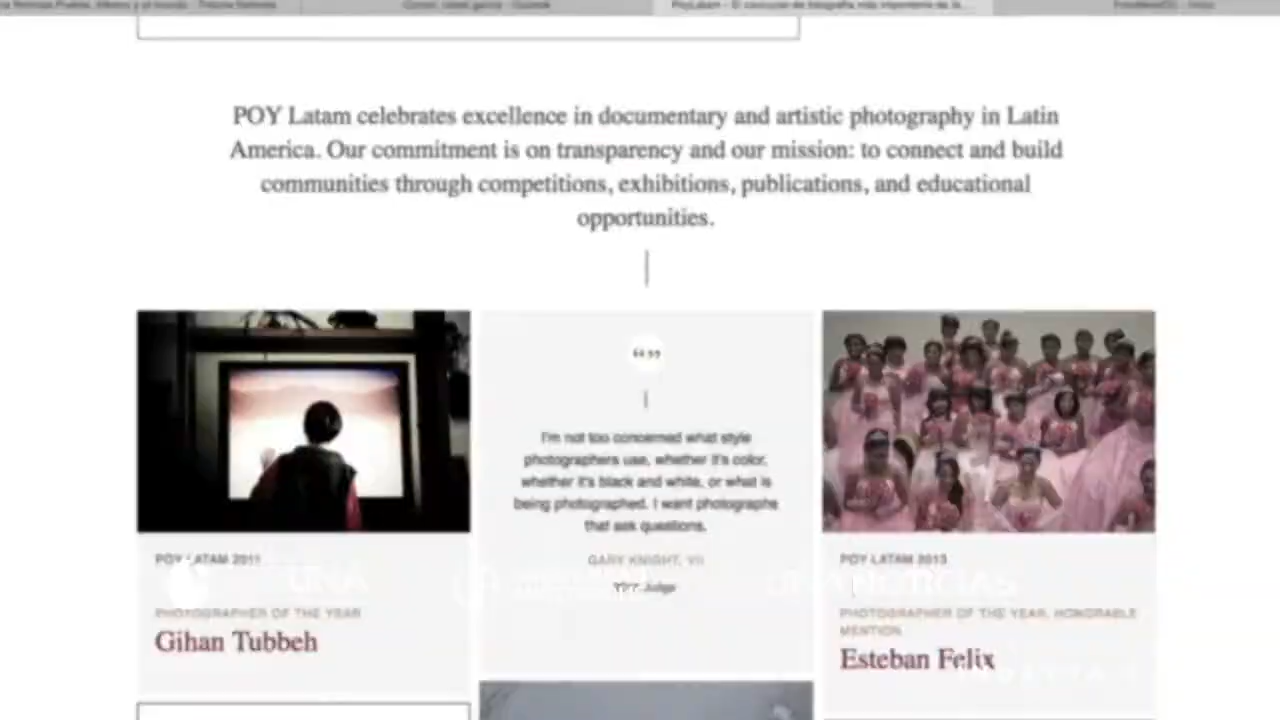 POY Latam celebrates excellence in documentary and artistic photography in Latin
America. Our commitment is on transparency and our mission: to connect and build
communities through competitions, exhibitions, publications, and educational
opportunities.
“”
I'm not too concerned what style
photographers use, whether it's color,
whether it's black and white, or what is
being photographed. I want photographs
that ask questions.
GARY KNIGHT, VII
Judge
POY LATAM 2011
PHOTOGRAPHER OF THE YEAR
Gihan Tubbeh
POY LATAM 2013
PHOTOGRAPHER OF THE YEAR, HONORABLE
MENTION
Esteban Felix
UNA
NOTICIAS